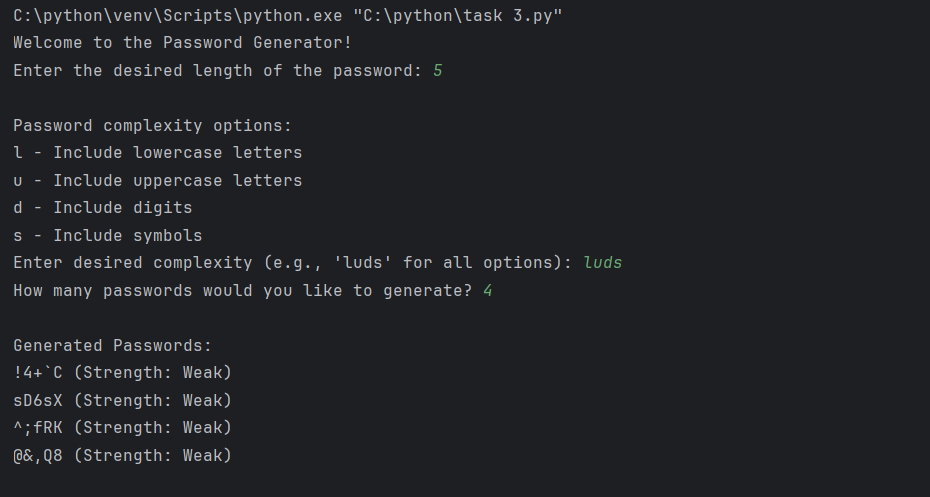 C:\python\venv\Scripts\python.exe "C:\python\task 3.py"
Welcome to the Password Generator!
Enter the desired length of the password: 5
Password complexity options:
l - Include lowercase letters
u - Include uppercase letters
d - Include digits
s - Include symbols
Enter desired complexity (e.g., 'luds' for all options): luds
How many passwords would you like to generate? 4
Generated Passwords:
!4+`C (Strength: Weak)
sD6sX (Strength: Weak)
^;fRK (Strength: Weak)
@&,Q8 (Strength: Weak)